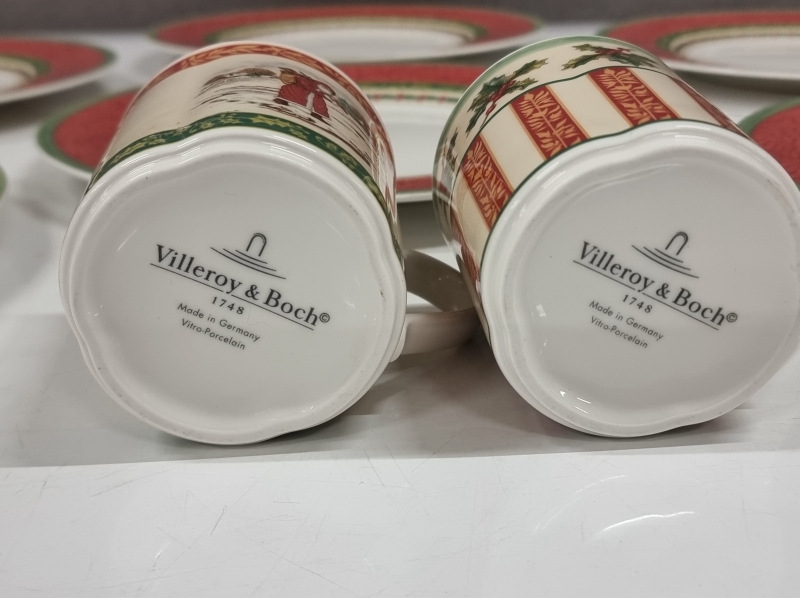 Villeroy & Boch©
1748
Made in Germany
Vitro-Porcelain
Villeroy & Boch©
1748
Made in Germany
Vitro-Porcelain